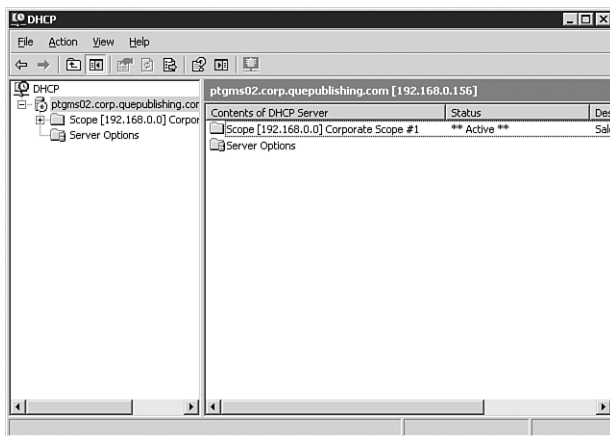 DHCP
File Action View Help
DHCP
ptgms02.corp.quepublishing.cor
Scope [192.168.0.0] Corpor
Server Options
ptgms02.corp.quepublishing.com [192.168.0.156]
Contents of DHCP Server Status Des
Scope [192.168.0.0] Corporate Scope #1 ** Active ** Sal
Server Options